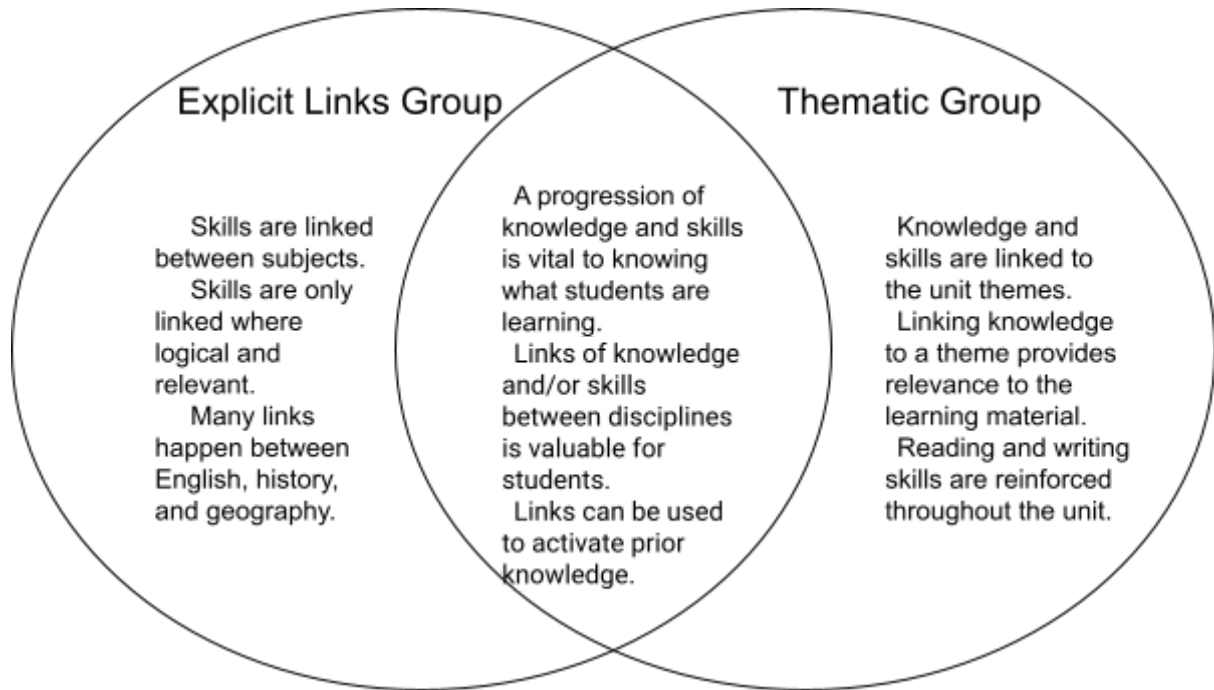 Explicit Links Group
Skills are linked
between subjects.
Skills are only
linked where
logical and
relevant.
Many links
happen between
English, history,
and geography.
A progression of
knowledge and skills
is vital to knowing
what students are
learning.
Links of knowledge
and/or skills
between disciplines
is valuable for
students.
Links can be used
to activate prior
knowledge.
Thematic Group
Knowledge and
skills are linked to
the unit themes.
Linking knowledge
to a theme provides
relevance to the
learning material.
Reading and writing
skills are reinforced
throughout the unit.